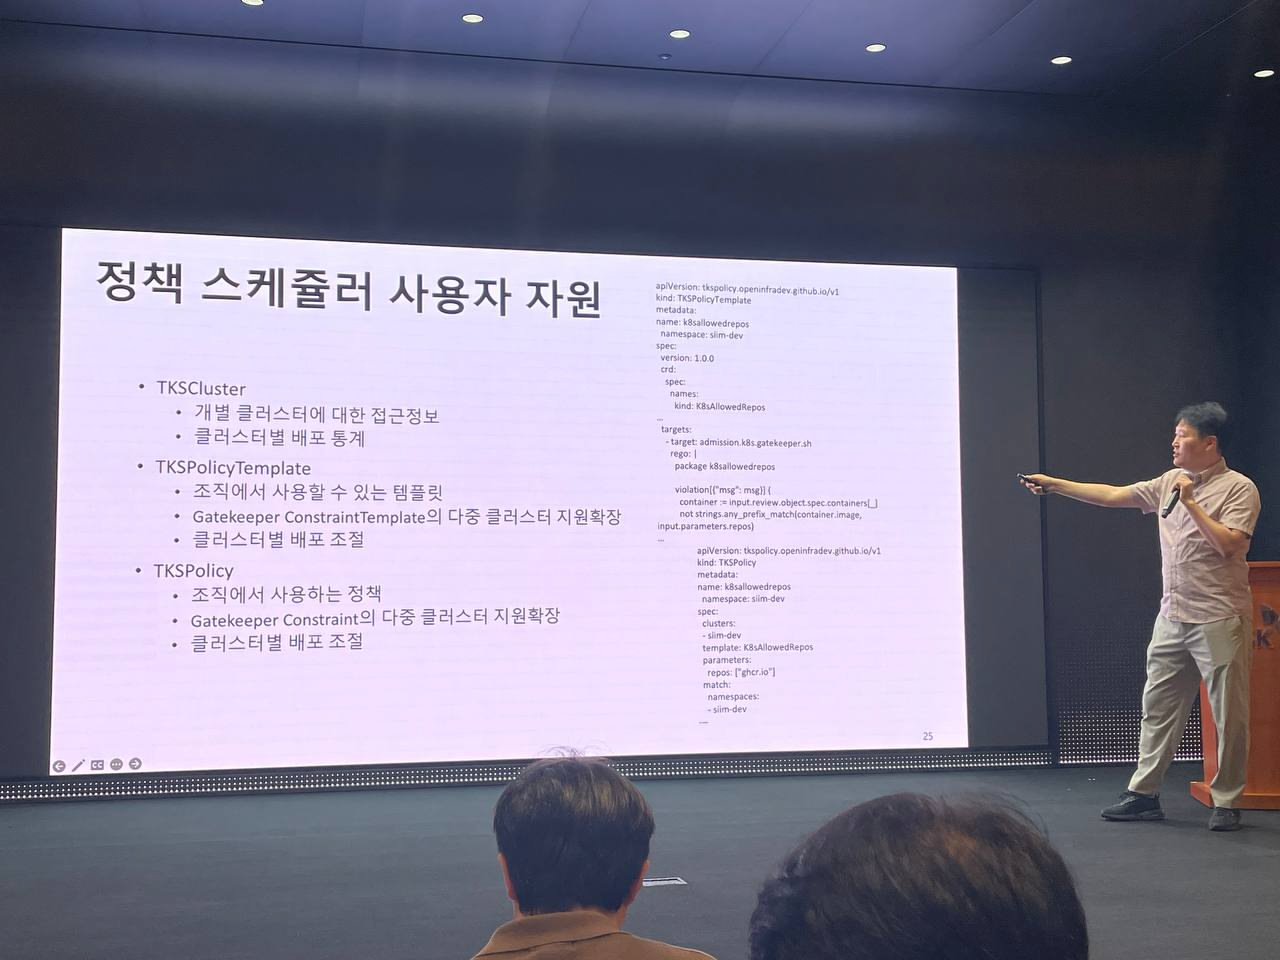 정책 스케쥴러 사용자 자원
• TKSCluster
• 개별 클러스터에 대한 접근정보
• 클러스터별 배포 통계
• TKSPolicyTemplate
• 조직에서 사용할 수 있는 템플릿
• Gatekeeper ConstraintTemplate의 다중 클러스터 지원확장
• 클러스터별 배포 조절
• TKSPolicy
• 조직에서 사용하는 정책
• Gatekeeper Constraint의 다중 클러스터 지원확장
• 클러스터별 배포 조절
apiVersion: tkspolicy.openinfradev.github.io/v1
kind: TKSPolicyTemplate
metadata:
name: k8sallowedrepos
namespace: siim-dev
spec:
version: 1.0.0
crd:
spec:
names:
kind: K8sAllowedRepos
...
targets:
- target: admission.k8s.gatekeeper.sh
rego: |
package k8sallowedrepos
violation[{"msg": msg}] {
container := input.review.object.spec.containers[_]
not strings.any_prefix_match(container.image,
input.parameters.repos)
...
apiVersion: tkspolicy.openinfradev.github.io/v1
kind: TKSPolicy
metadata:
name: k8sallowedrepos
namespace: siim-dev
spec:
clusters:
- siim-dev
template: K8sAllowedRepos
parameters:
repos: ["ghcr.io"]
match:
namespaces:
- siim-dev
....
25
CC